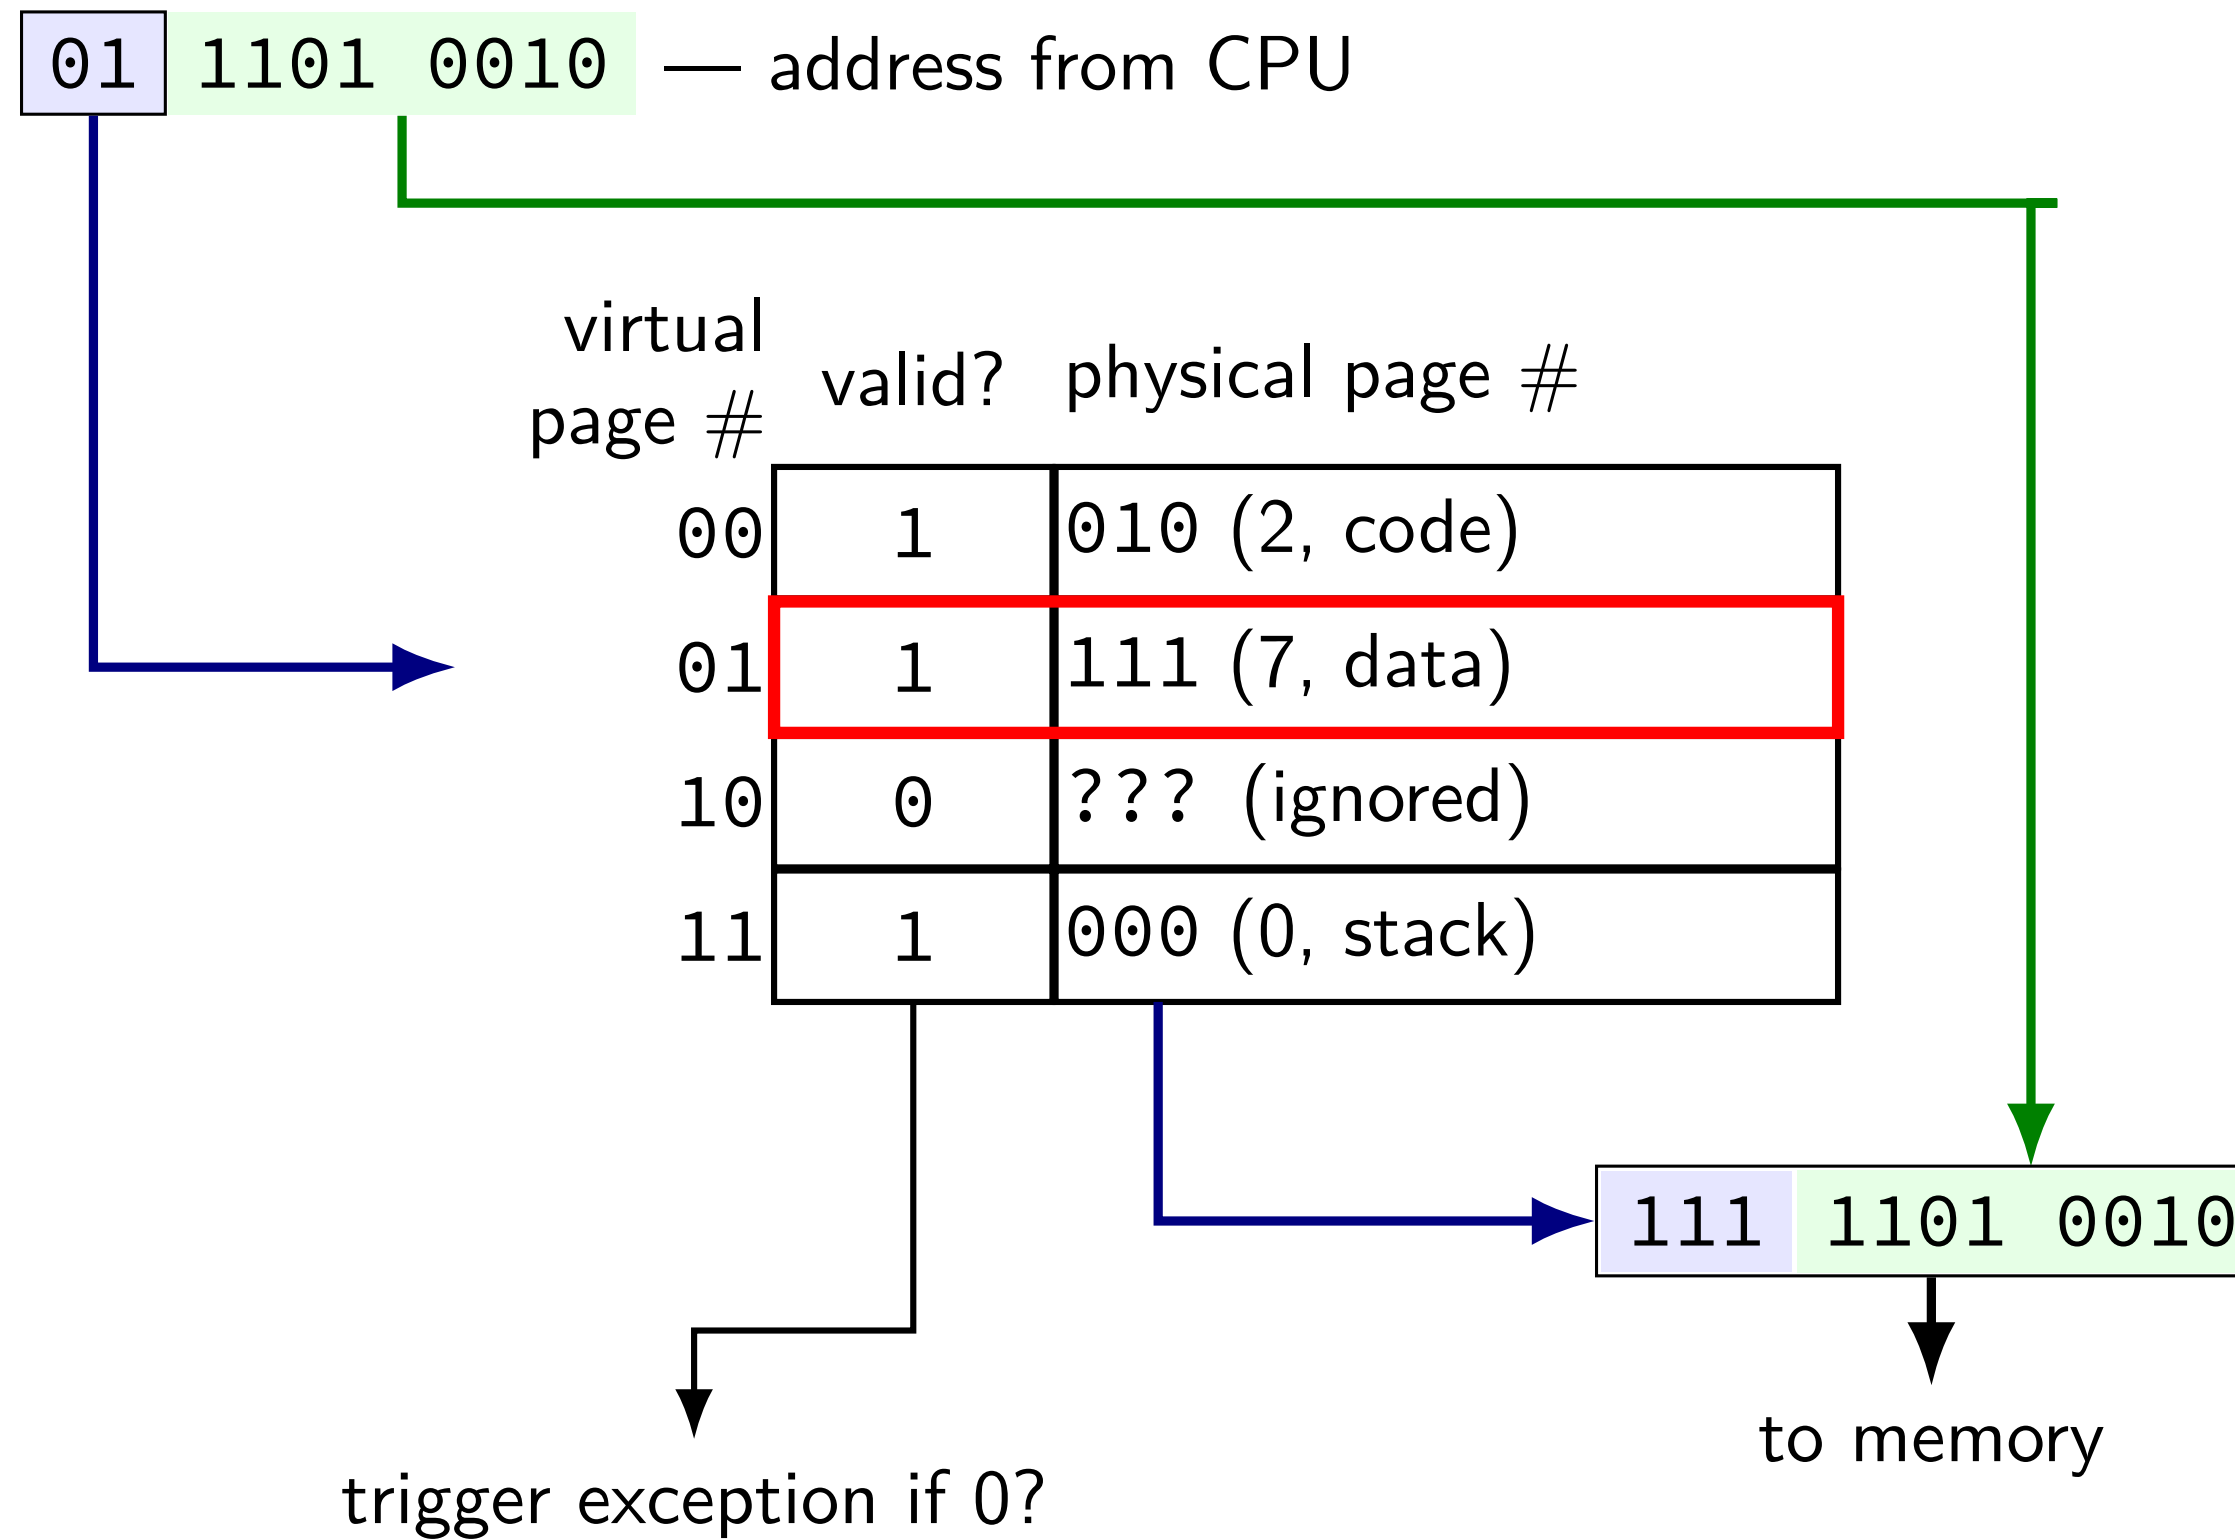 01 1101 0010 — address from CPU
virtual
page #
valid?
physical page #
00 1 010 (2, code)
01 1 111 (7, data)
10 0 ??? (ignored)
11 1 000 (0, stack)
111 1101 0010
to memory
trigger exception if 0?